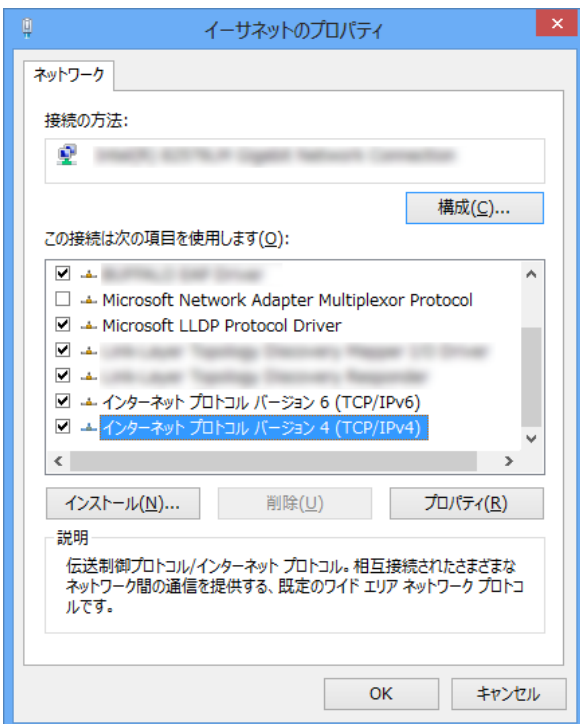 イーサネットのプロパティ
ネットワーク
接続の方法:
構成(C)...
この接続は次の項目を使用します(O):
Microsoft Network Adapter Multiplexor Protocol
Microsoft LLDP Protocol Driver
インターネット プロトコル バージョン 6 (TCP/IPv6)
インターネット プロトコル バージョン 4 (TCP/IPv4)
インストール(N)...
削除(U)
プロパティ(R)
説明
伝送制御プロトコル/インターネット プロトコル。相互接続されたさまざまな
ネットワーク間の通信を提供する、既定のワイド エリア ネットワーク プロトコ
ルです。
OK
キャンセル